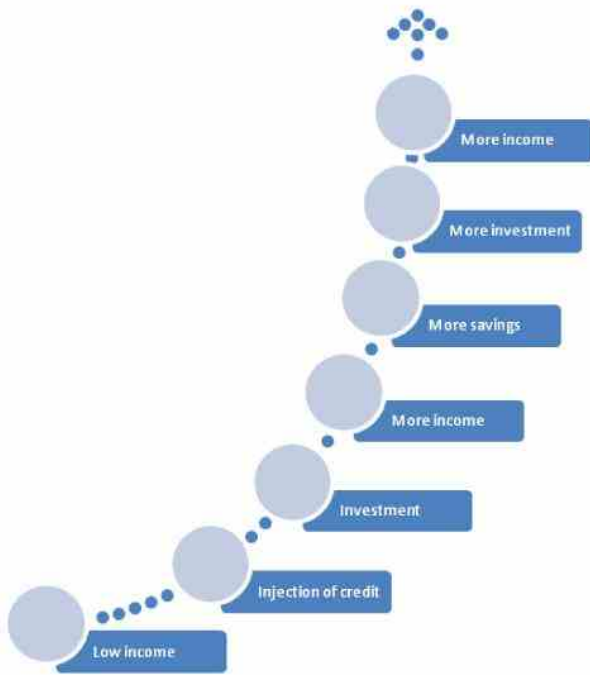 More income
More investment
More savings
More income
Investment
Injection of credit
Low income